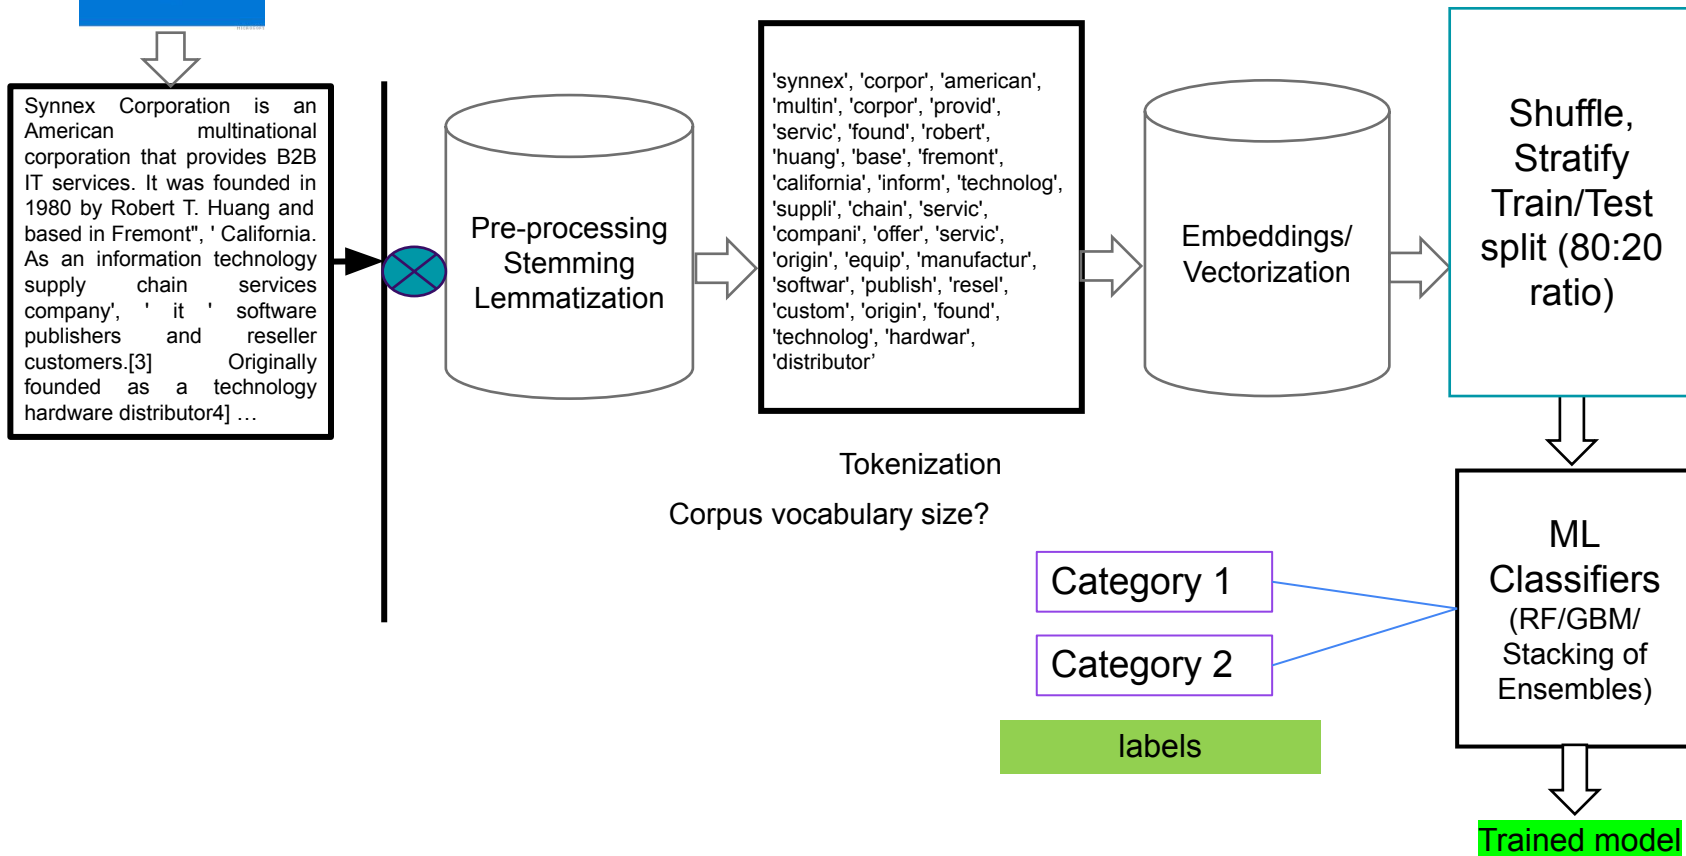 Synnex Corporation is an
American multinational
corporation that provides B2B
IT services. It was founded in
1980 by Robert T. Huang and
based in Fremont", ' California.
As an information technology
supply chain services
company', ' it ' software
publishers and reseller
customers.[3] Originally
founded as a technology
hardware distributor4] …
Pre-processing
Stemming
Lemmatization
'synnex', 'corpor', 'american',
'multin', 'corpor', 'provid',
'servic', 'found', 'robert',
'huang', 'base', 'fremont',
'california', 'inform', 'technolog',
'suppli', 'chain', 'servic',
'compani', 'offer', 'servic',
'origin', 'equip', 'manufactur',
'softwar', 'publish', 'resel',
'custom', 'origin', 'found',
'technolog', 'hardwar',
'distributor’
Tokenization
Corpus vocabulary size?
Embeddings/
Vectorization
Shuffle,
Stratify
Train/Test
split (80:20
ratio)
ML
Classifiers
(RF/GBM/
Stacking of
Ensembles)
Category 1
Category 2
labels
Trained model